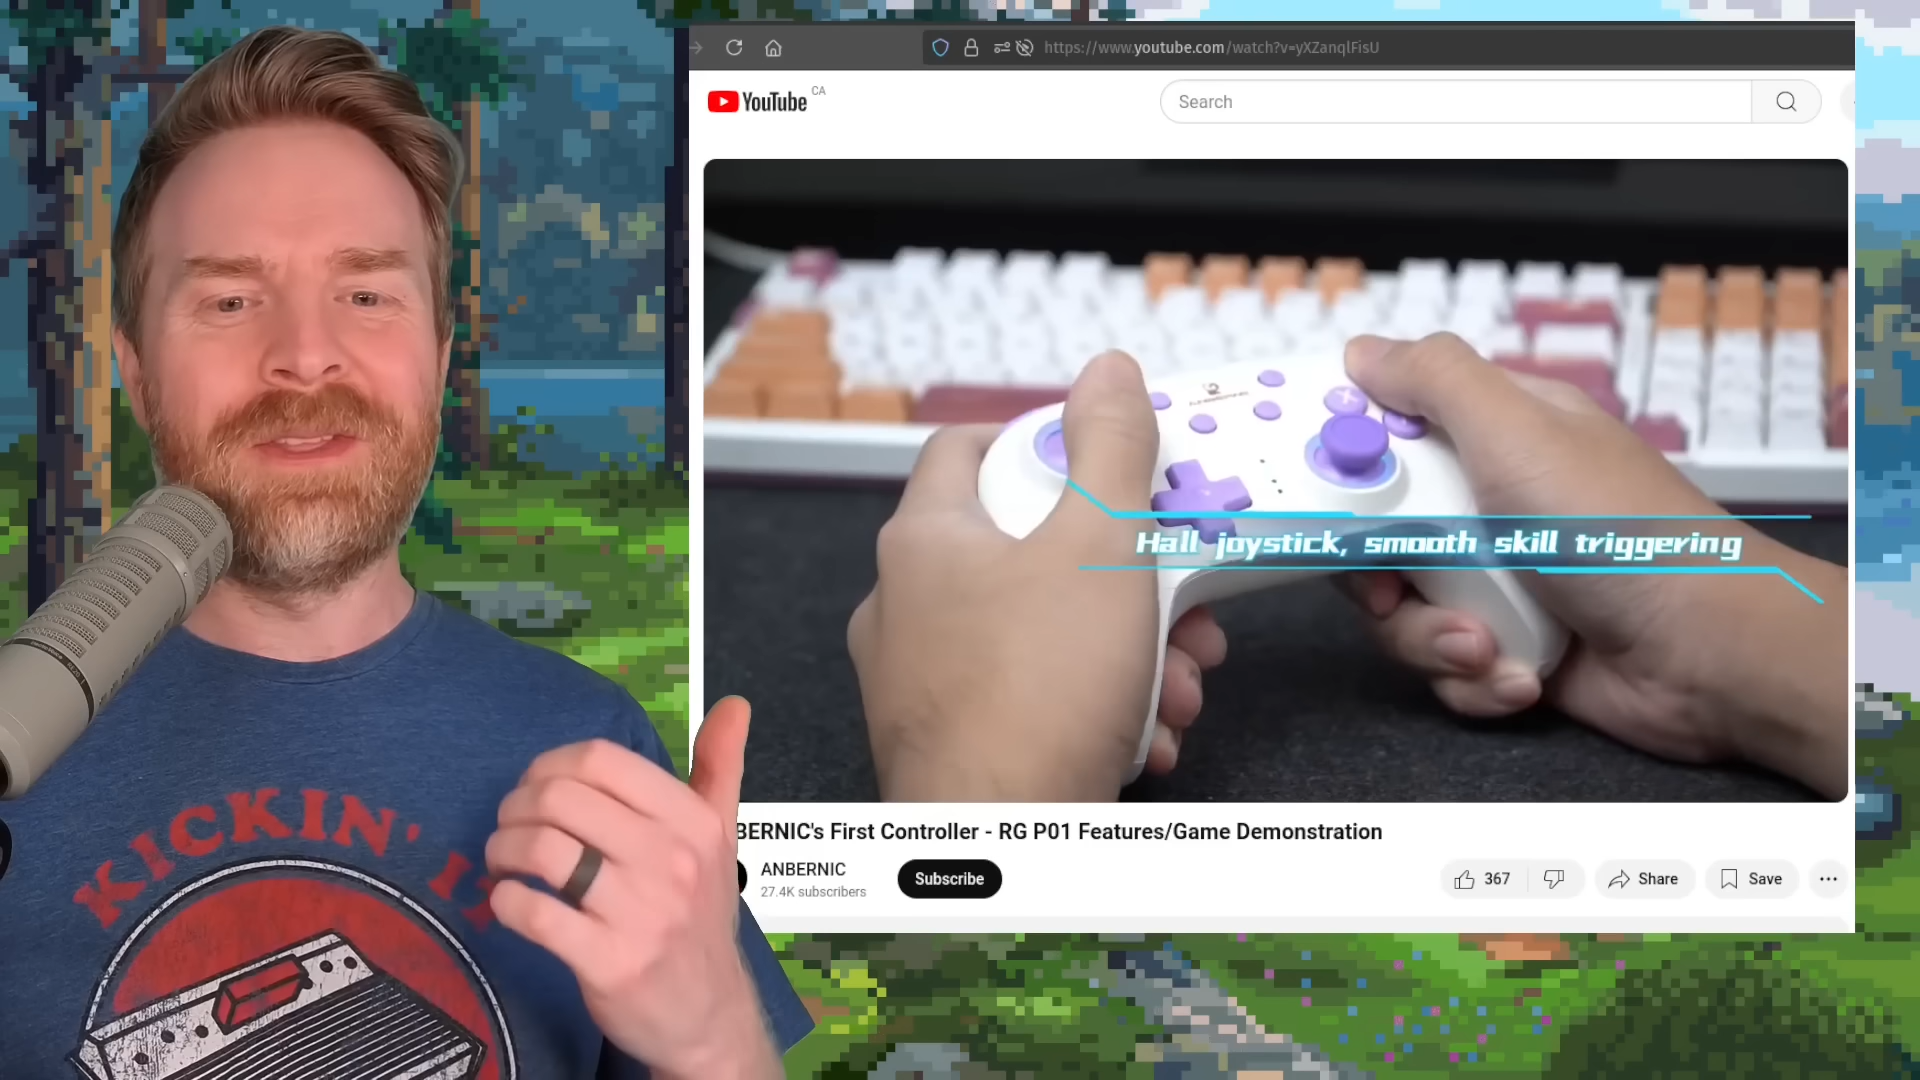 https://www.youtube.com/watch?v=yXZanqlFisU
YouTube CA
Search
Hall joystick, smooth skill triggering
BERNIC's First Controller - RG P01 Features/Game Demonstration
ANBERNIC
27.4K subscribers
Subscribe
367
Share
Save
KICKIN' I
X